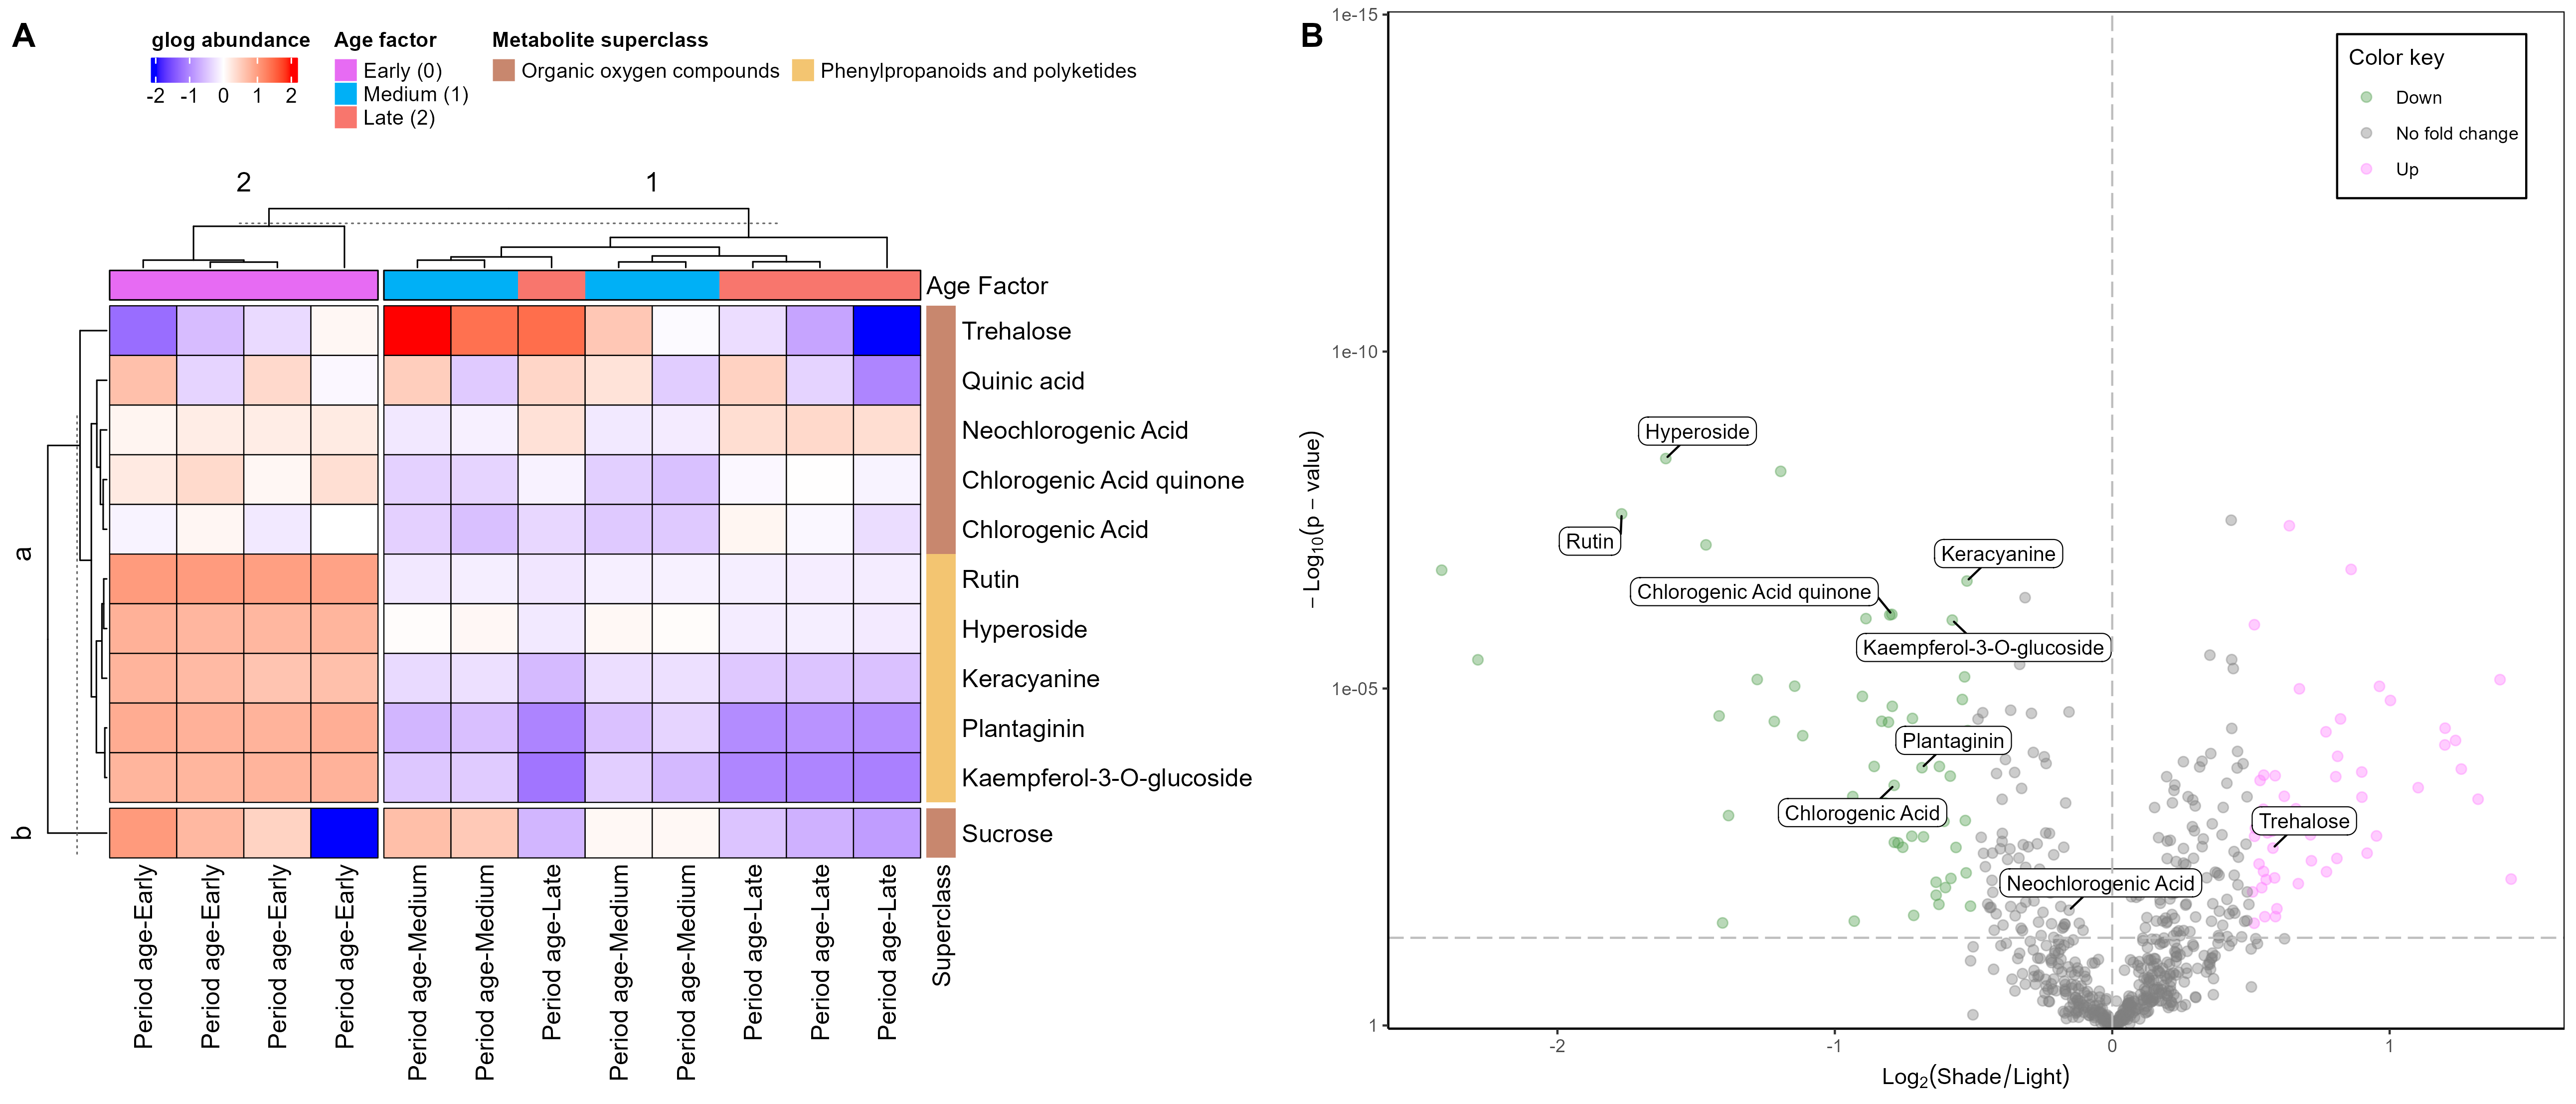 A
glog abundance
-2 -1 0 1 2
Age factor
Early (0)
Medium (1)
Late (2)
Metabolite superclass
Organic oxygen compounds
Phenylpropanoids and polyketides
2
1
Age Factor
a
b
Trehalose
Quinic acid
Neochlorogenic Acid
Chlorogenic Acid quinone
Chlorogenic Acid
Rutin
Hyperoside
Keracyanine
Plantaginin
Kaempferol-3-O-glucoside
Sucrose
Period age-Early
Period age-Early
Period age-Early
Period age-Early
Period age-Medium
Period age-Medium
Period age-Late
Period age-Medium
Period age-Medium
Period age-Late
Period age-Late
Period age-Late
Superclass
B
1e-15
1e-10
1e-05
1
− Log10(p − value)
Color key
Down
No fold change
Up
Hyperoside
Rutin
Keracyanine
Chlorogenic Acid quinone
Kaempferol-3-O-glucoside
Plantaginin
Chlorogenic Acid
Trehalose
Neochlorogenic Acid
-2 -1 0 1
Log2(Shade/Light)